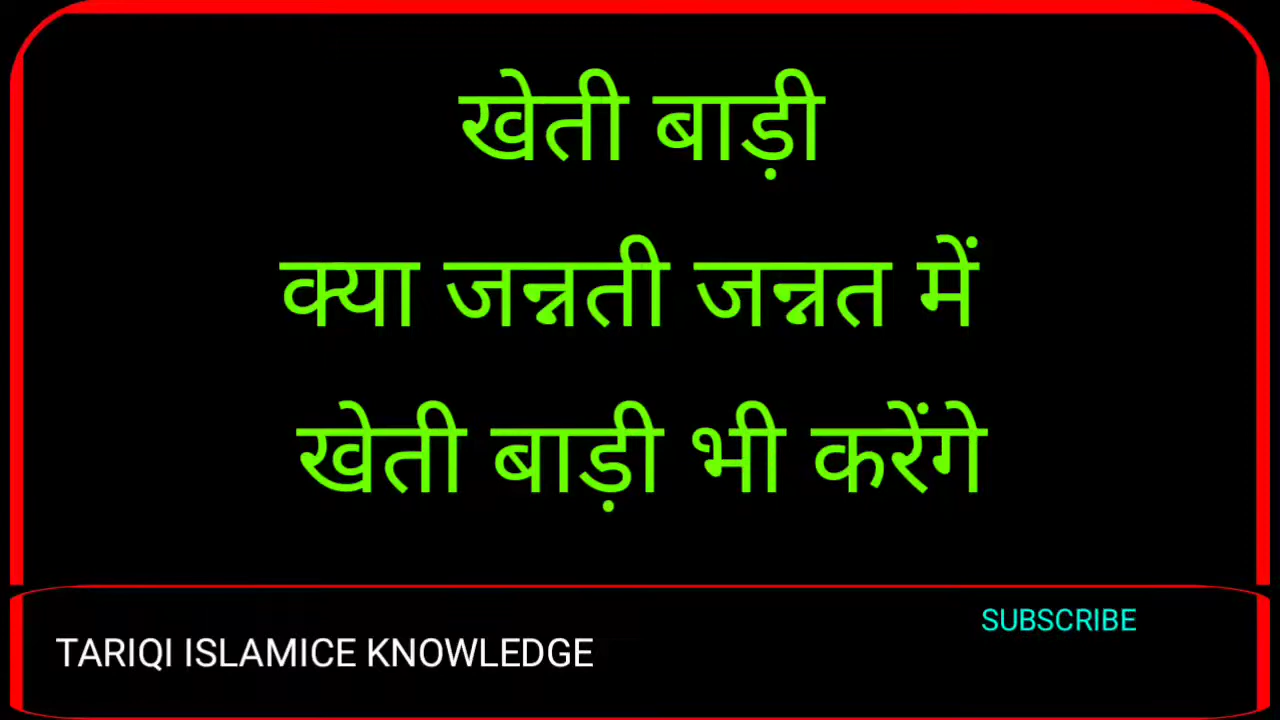 खेती बाड़ी
क्या जन्नती जन्नत में
खेती बाड़ी भी करेंगे
SUBSCRIBE
TARIQI ISLAMICE KNOWLEDGE